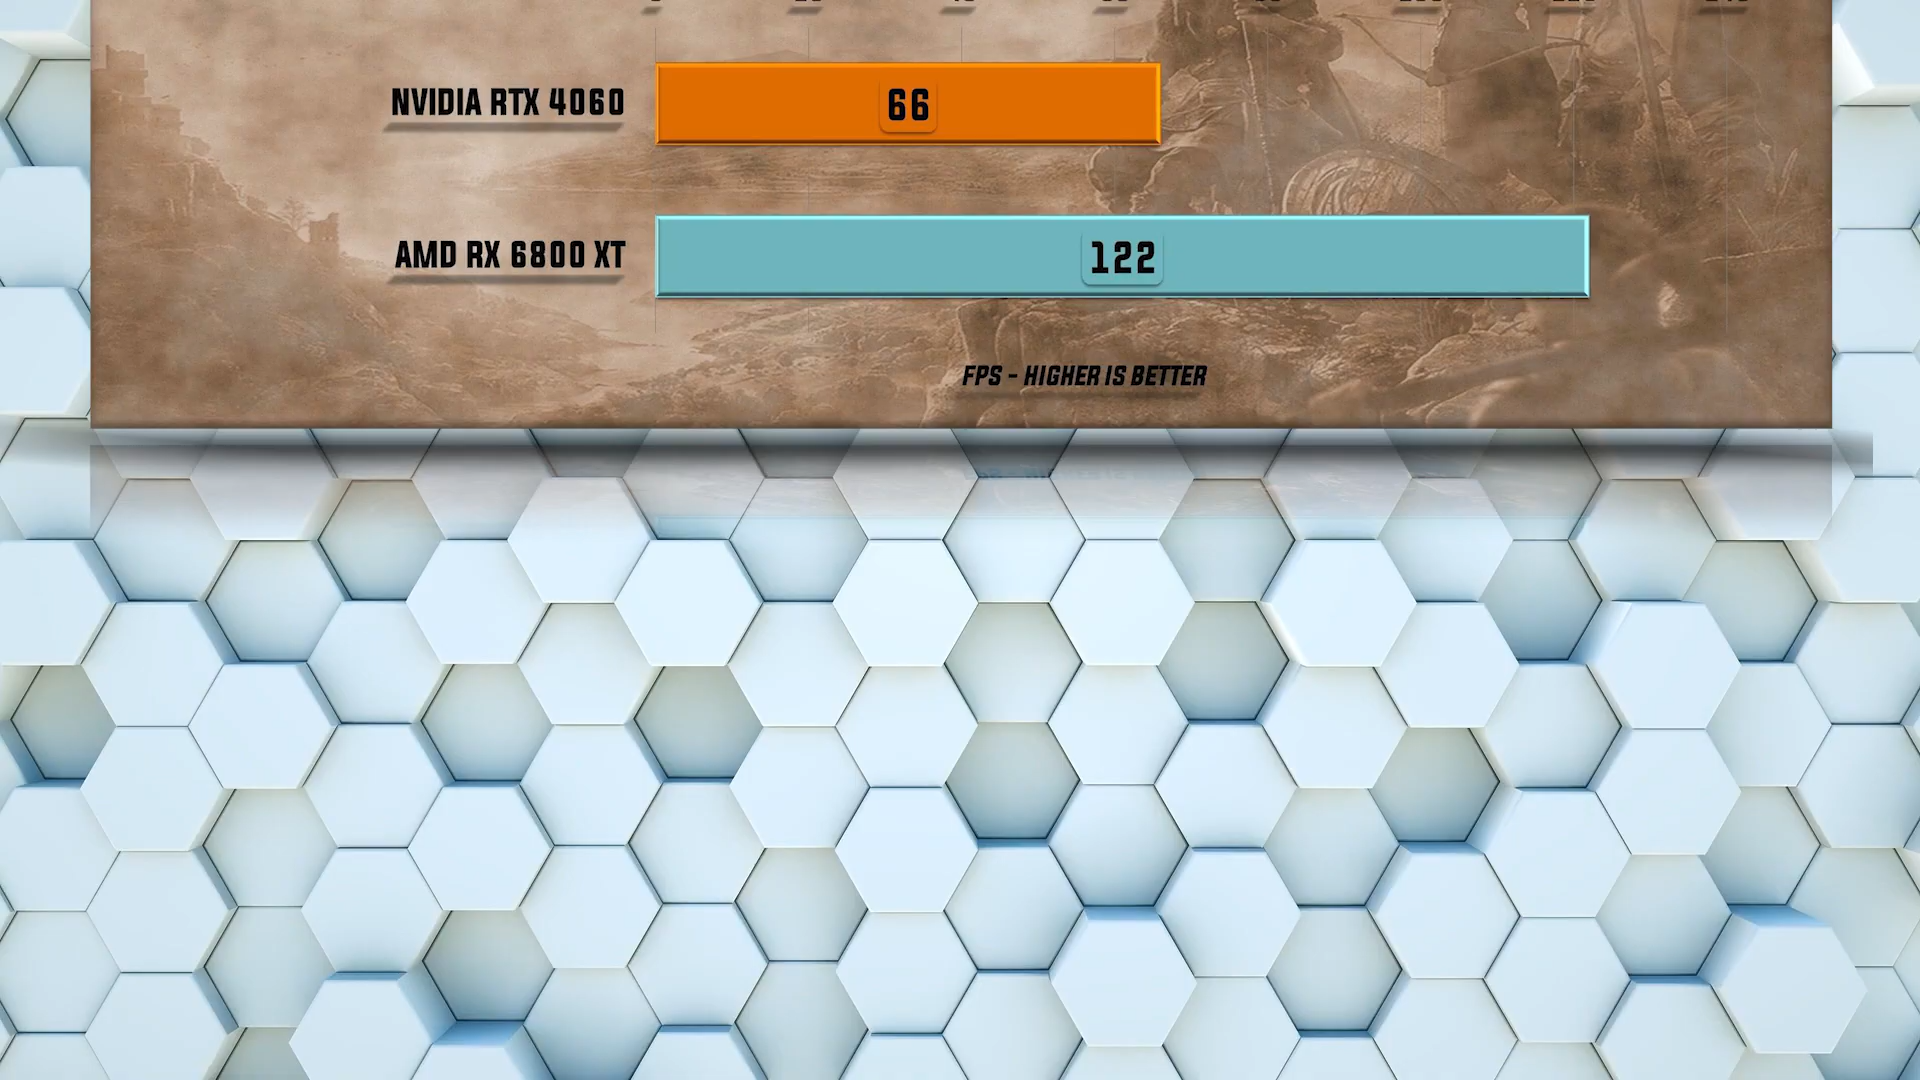 NVIDIA RTX 4060
66
AMD RX 6800 XT
122
FPS - HIGHER IS BETTER